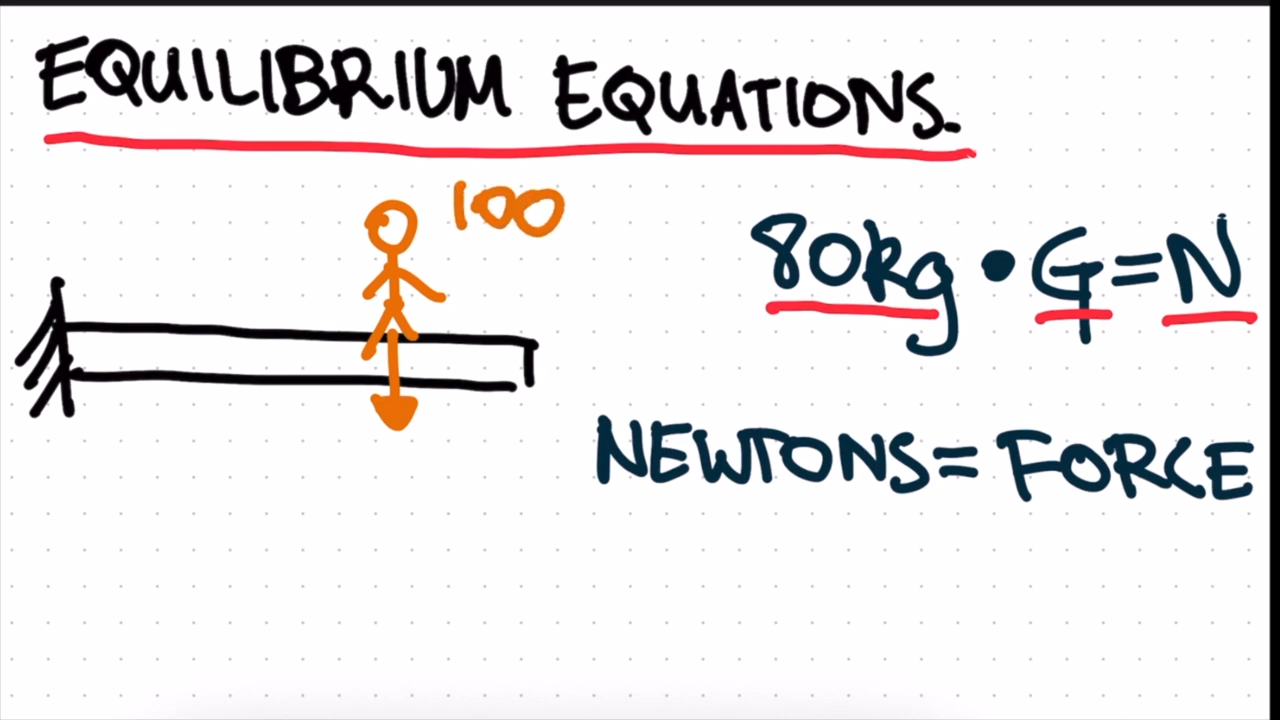 EQUILIBRIUM EQUATIONS.
100
80kg • G = N
NEWTONS = FORCE